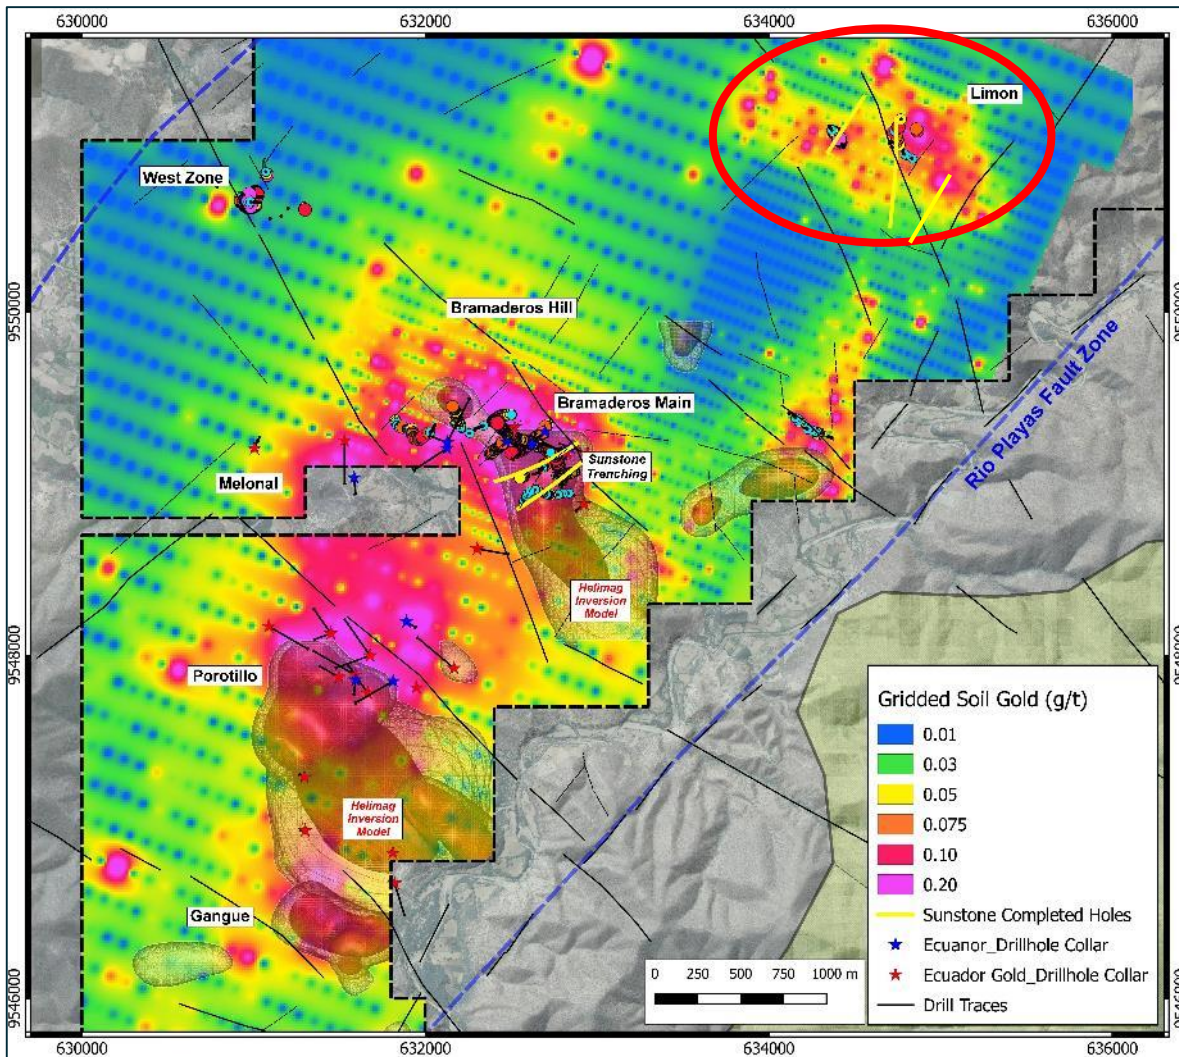 630000
632000
634000
636000
Limon
West Zone
Bramaderos Hill
9550000
9550000
Bramaderos Main
Rio Playas Fault Zone
Sunstone
Trenching
Melonal
Helimag
Inversion
Model
9548000
9548000
Porotillo
Gridded Soil Gold (g/t)
0.01
0.03
0.05
0.075
0.10
0.20
Helimag
Inversion
Model
Gangue
Sunstone Completed Holes
Ecuanor_Drillhole Collar
Ecuador Gold_Drillhole Collar
Drill Traces
0 250 500 750 1000 m
9546000
9546000
630000
632000
634000
636000